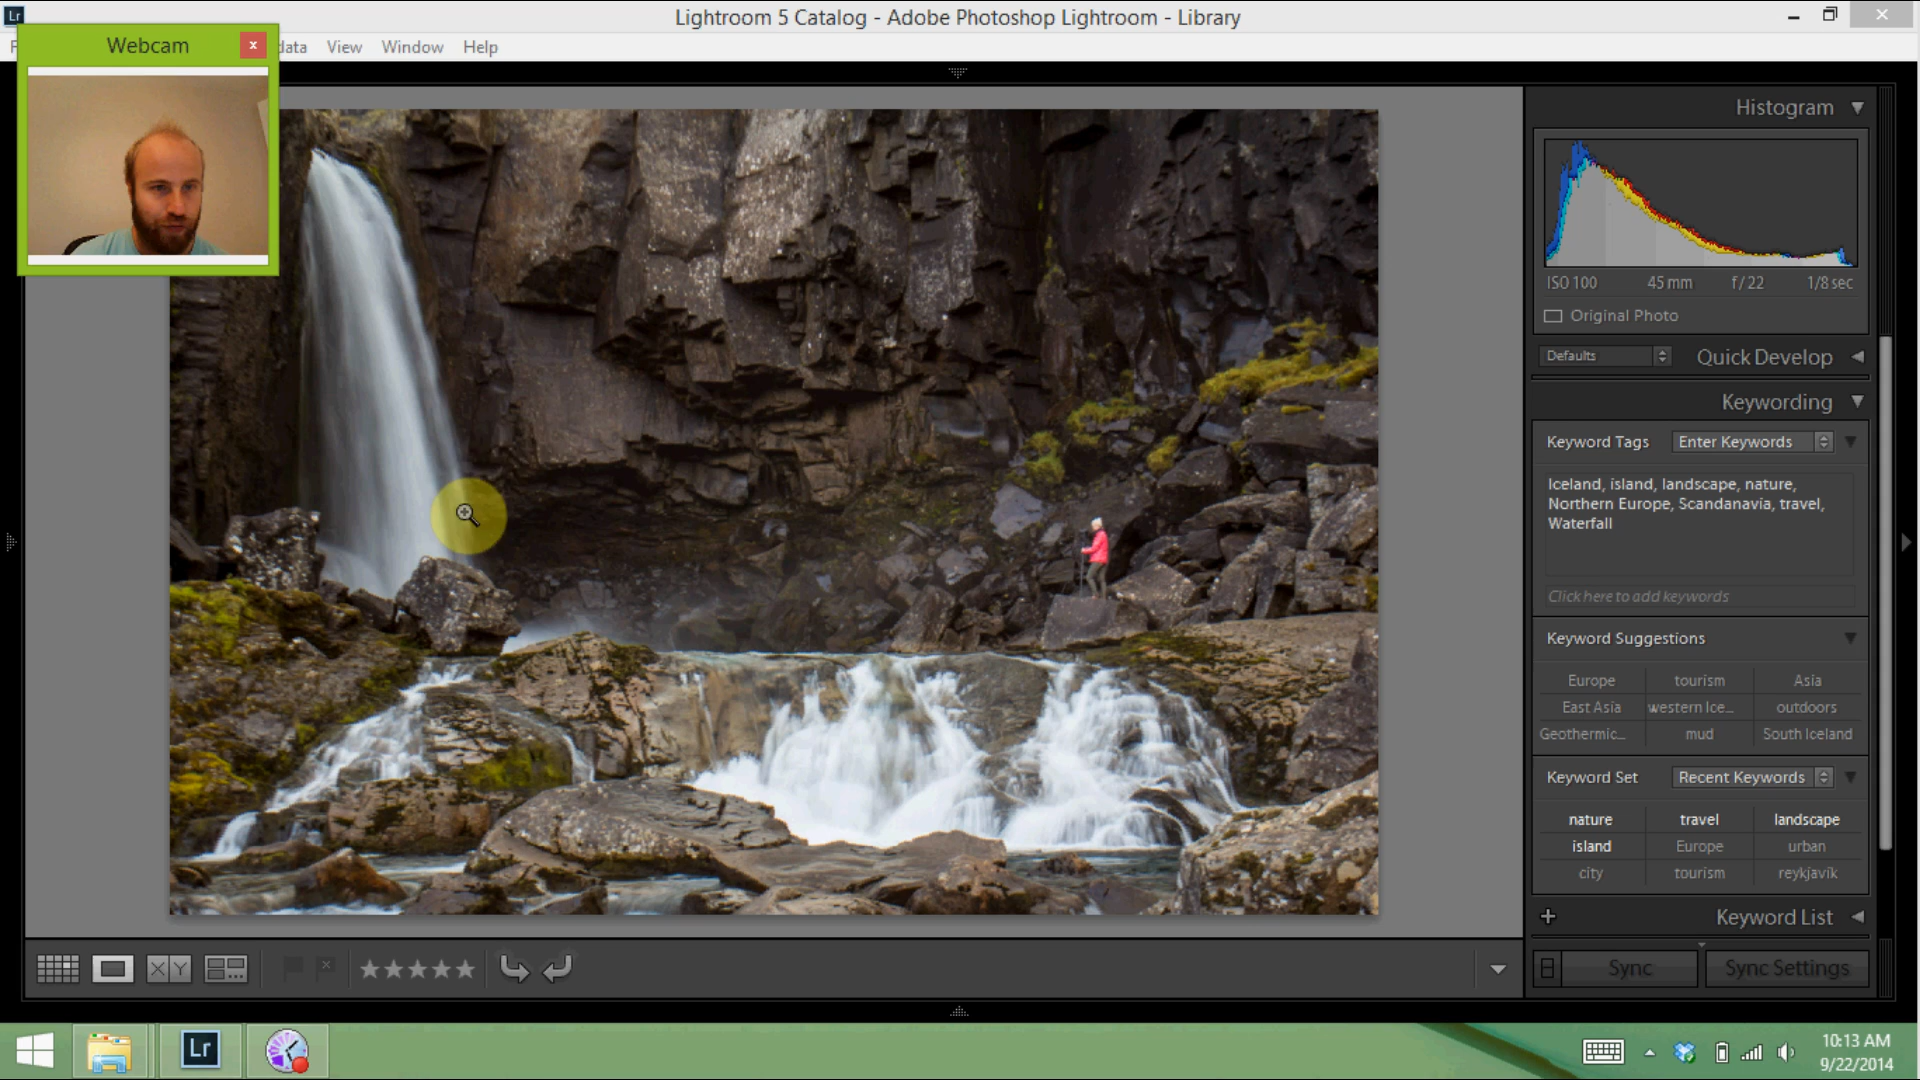 Lr
Lightroom 5 Catalog - Adobe Photoshop Lightroom - Library
Webcam
x
View
Window
Help
Histogram
ISO 100
45 mm
f / 22
1/8 sec
Original Photo
Defaults
Quick Develop
Keywording
Keyword Tags
Enter Keywords
Iceland, island, landscape, nature,
Northern Europe, Scandanavia, travel,
Waterfall
Click here to add keywords
Keyword Suggestions
Europe
tourism
Asia
East Asia
western Ice...
outdoors
Geothermic...
mud
South Iceland
Keyword Set
Recent Keywords
nature
travel
landscape
island
Europe
urban
city
tourism
reykjavik
+
Keyword List
X Y
Sync
Sync Settings
Lr
10:13 AM
9/22/2014